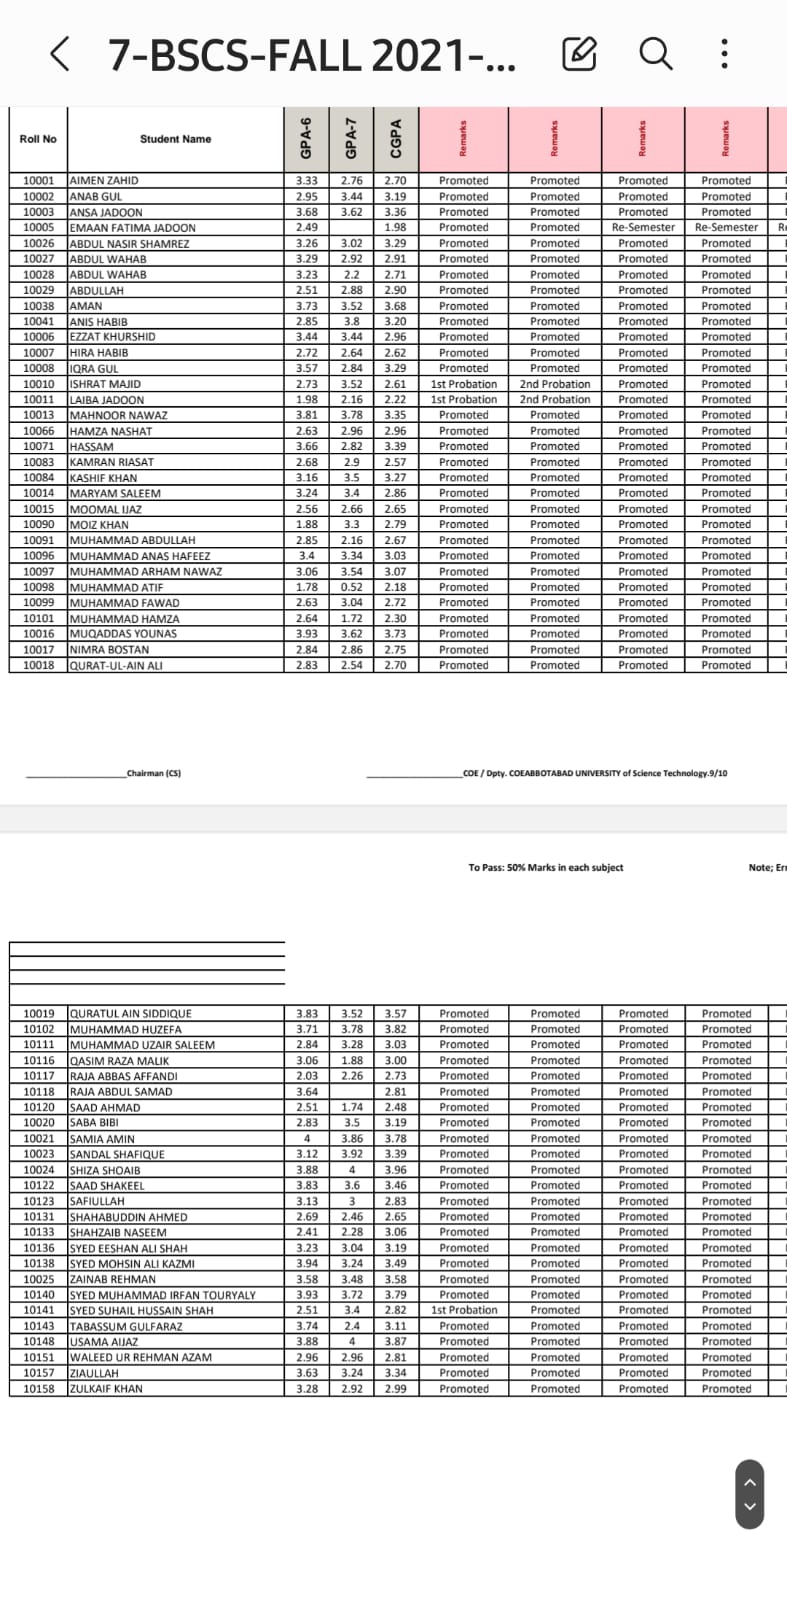 7-BSCS-FALL 2021-...
Roll No Student Name GPA-6 GPA-7 CGPA Remarks Remarks Remarks Remarks
10001 AIMEN ZAHID 3.33 2.76 2.70 Promoted Promoted Promoted Promoted
10002 ANAB GUL 2.95 3.44 3.19 Promoted Promoted Promoted Promoted
10003 ANSA JADOON 3.68 3.62 3.36 Promoted Promoted Promoted Promoted
10005 EMAAN FATIMA JADOON 2.49 1.98 Promoted Promoted Re-Semester Re-Semester
10026 ABDUL NASIR SHAMREZ 3.26 3.02 3.29 Promoted Promoted Promoted Promoted
10027 ABDUL WAHAB 3.29 2.92 2.91 Promoted Promoted Promoted Promoted
10028 ABDUL WAHAB 3.23 2.2 2.71 Promoted Promoted Promoted Promoted
10029 ABDULLAH 2.51 2.88 2.90 Promoted Promoted Promoted Promoted
10038 AMAN 3.73 3.52 3.68 Promoted Promoted Promoted Promoted
10041 ANIS HABIB 2.85 3.8 3.20 Promoted Promoted Promoted Promoted
10006 EZZAT KHURSHID 3.44 3.44 2.96 Promoted Promoted Promoted Promoted
10007 HIRA HABIB 2.72 2.64 2.62 Promoted Promoted Promoted Promoted
10008 IQRA GUL 3.57 2.84 3.29 Promoted Promoted Promoted Promoted
10010 ISHRAT MAJID 2.73 3.52 2.61 1st Probation 2nd Probation Promoted Promoted
10011 LAIBA JADOON 1.98 2.16 2.22 1st Probation 2nd Probation Promoted Promoted
10013 MAHNOOR NAWAZ 3.81 3.78 3.35 Promoted Promoted Promoted Promoted
10066 HAMZA NASHAT 2.63 2.96 2.96 Promoted Promoted Promoted Promoted
10071 HASSAM 3.66 2.82 3.39 Promoted Promoted Promoted Promoted
10083 KAMRAN RIASAT 2.68 2.9 2.57 Promoted Promoted Promoted Promoted
10084 KASHIF KHAN 3.16 3.5 3.27 Promoted Promoted Promoted Promoted
10014 MARYAM SALEEM 3.24 3.4 2.86 Promoted Promoted Promoted Promoted
10015 MOOMAL IJAZ 2.56 2.66 2.65 Promoted Promoted Promoted Promoted
10090 MOIZ KHAN 1.88 3.3 2.79 Promoted Promoted Promoted Promoted
10091 MUHAMMAD ABDULLAH 2.85 2.16 2.67 Promoted Promoted Promoted Promoted
10096 MUHAMMAD ANAS HAFEEZ 3.4 3.34 3.03 Promoted Promoted Promoted Promoted
10097 MUHAMMAD ARHAM NAWAZ 3.06 3.54 3.07 Promoted Promoted Promoted Promoted
10098 MUHAMMAD ATIF 1.78 0.52 2.18 Promoted Promoted Promoted Promoted
10099 MUHAMMAD FAWAD 2.63 3.04 2.72 Promoted Promoted Promoted Promoted
10101 MUHAMMAD HAMZA 2.64 1.72 2.30 Promoted Promoted Promoted Promoted
10016 MUQADDAS YOUNAS 3.93 3.62 3.73 Promoted Promoted Promoted Promoted
10017 NIMRA BOSTAN 2.84 2.86 2.75 Promoted Promoted Promoted Promoted
10018 QURAT-UL-AIN ALI 2.83 2.54 2.70 Promoted Promoted Promoted Promoted
____________________Chairman (CS) ____________________COE / Dpty. COEABBOTABAD UNIVERSITY of Science Technology.9/10
To Pass: 50% Marks in each subject Note;
10019 QURATUL AIN SIDDIQUE 3.83 3.52 3.57 Promoted Promoted Promoted Promoted
10102 MUHAMMAD HUZEFA 3.71 3.78 3.82 Promoted Promoted Promoted Promoted
10111 MUHAMMAD UZAIR SALEEM 2.84 3.28 3.03 Promoted Promoted Promoted Promoted
10116 QASIM RAZA MALIK 3.06 1.88 3.00 Promoted Promoted Promoted Promoted
10117 RAJA ABBAS AFFANDI 2.03 2.26 2.73 Promoted Promoted Promoted Promoted
10118 RAJA ABDUL SAMAD 3.64 2.81 Promoted Promoted Promoted Promoted
10120 SAAD AHMAD 2.51 1.74 2.48 Promoted Promoted Promoted Promoted
10020 SABA BIBI 2.83 3.5 3.19 Promoted Promoted Promoted Promoted
10021 SAMIA AMIN 4 3.86 3.78 Promoted Promoted Promoted Promoted
10023 SANDAL SHAFIQUE 3.12 3.92 3.39 Promoted Promoted Promoted Promoted
10024 SHIZA SHOAIB 3.88 4 3.96 Promoted Promoted Promoted Promoted
10122 SAAD SHAKEEL 3.83 3.6 3.46 Promoted Promoted Promoted Promoted
10123 SAFIULLAH 3.13 3 2.83 Promoted Promoted Promoted Promoted
10131 SHAHABUDDIN AHMED 2.69 2.46 2.65 Promoted Promoted Promoted Promoted
10133 SHAHZAIB NASEEM 2.41 2.28 3.06 Promoted Promoted Promoted Promoted
10136 SYED EESHAN ALI SHAH 3.23 3.04 3.19 Promoted Promoted Promoted Promoted
10138 SYED MOHSIN ALI KAZMI 3.94 3.24 3.49 Promoted Promoted Promoted Promoted
10025 ZAINAB REHMAN 3.58 3.48 3.58 Promoted Promoted Promoted Promoted
10140 SYED MUHAMMAD IRFAN TOURYALY 3.93 3.72 3.79 Promoted Promoted Promoted Promoted
10141 SYED SUHAIL HUSSAIN SHAH 2.51 3.4 2.82 1st Probation Promoted Promoted Promoted
10143 TABASSUM GULFARAZ 3.74 2.4 3.11 Promoted Promoted Promoted Promoted
10148 USAMA AIJAZ 3.88 4 3.87 Promoted Promoted Promoted Promoted
10151 WALEED UR REHMAN AZAM 2.96 2.96 2.81 Promoted Promoted Promoted Promoted
10157 ZIAULLAH 3.63 3.24 3.34 Promoted Promoted Promoted Promoted
10158 ZULKAIF KHAN 3.28 2.92 2.99 Promoted Promoted Promoted Promoted